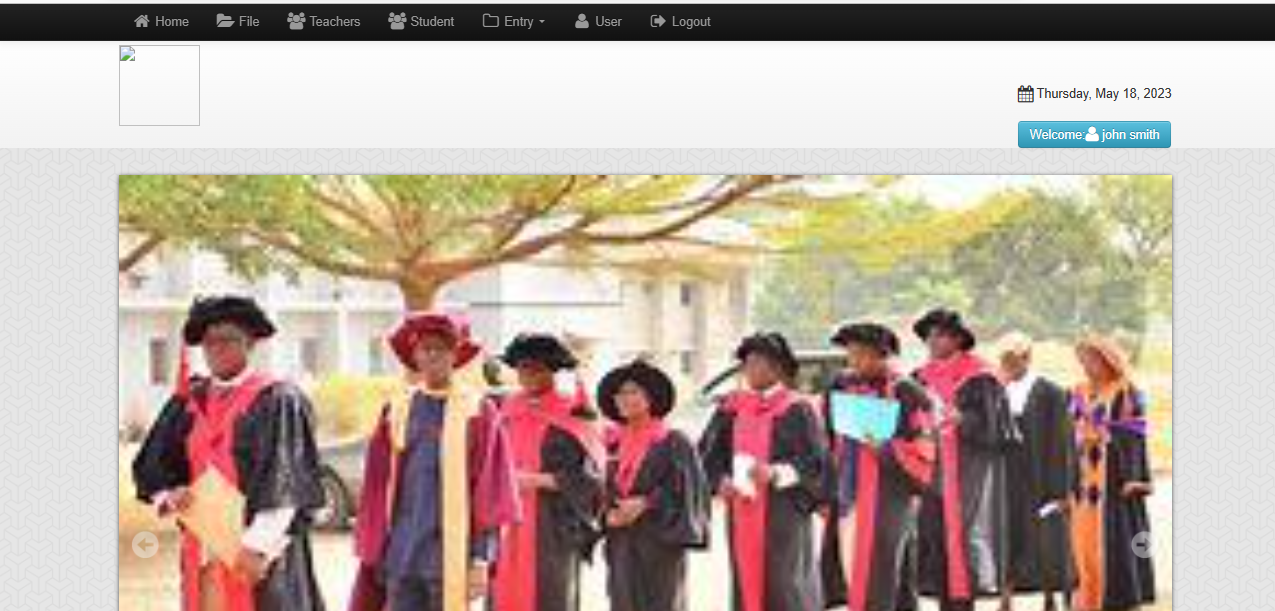 Home File Teachers Student Entry User Logout
Thursday, May 18, 2023
Welcome: john smith